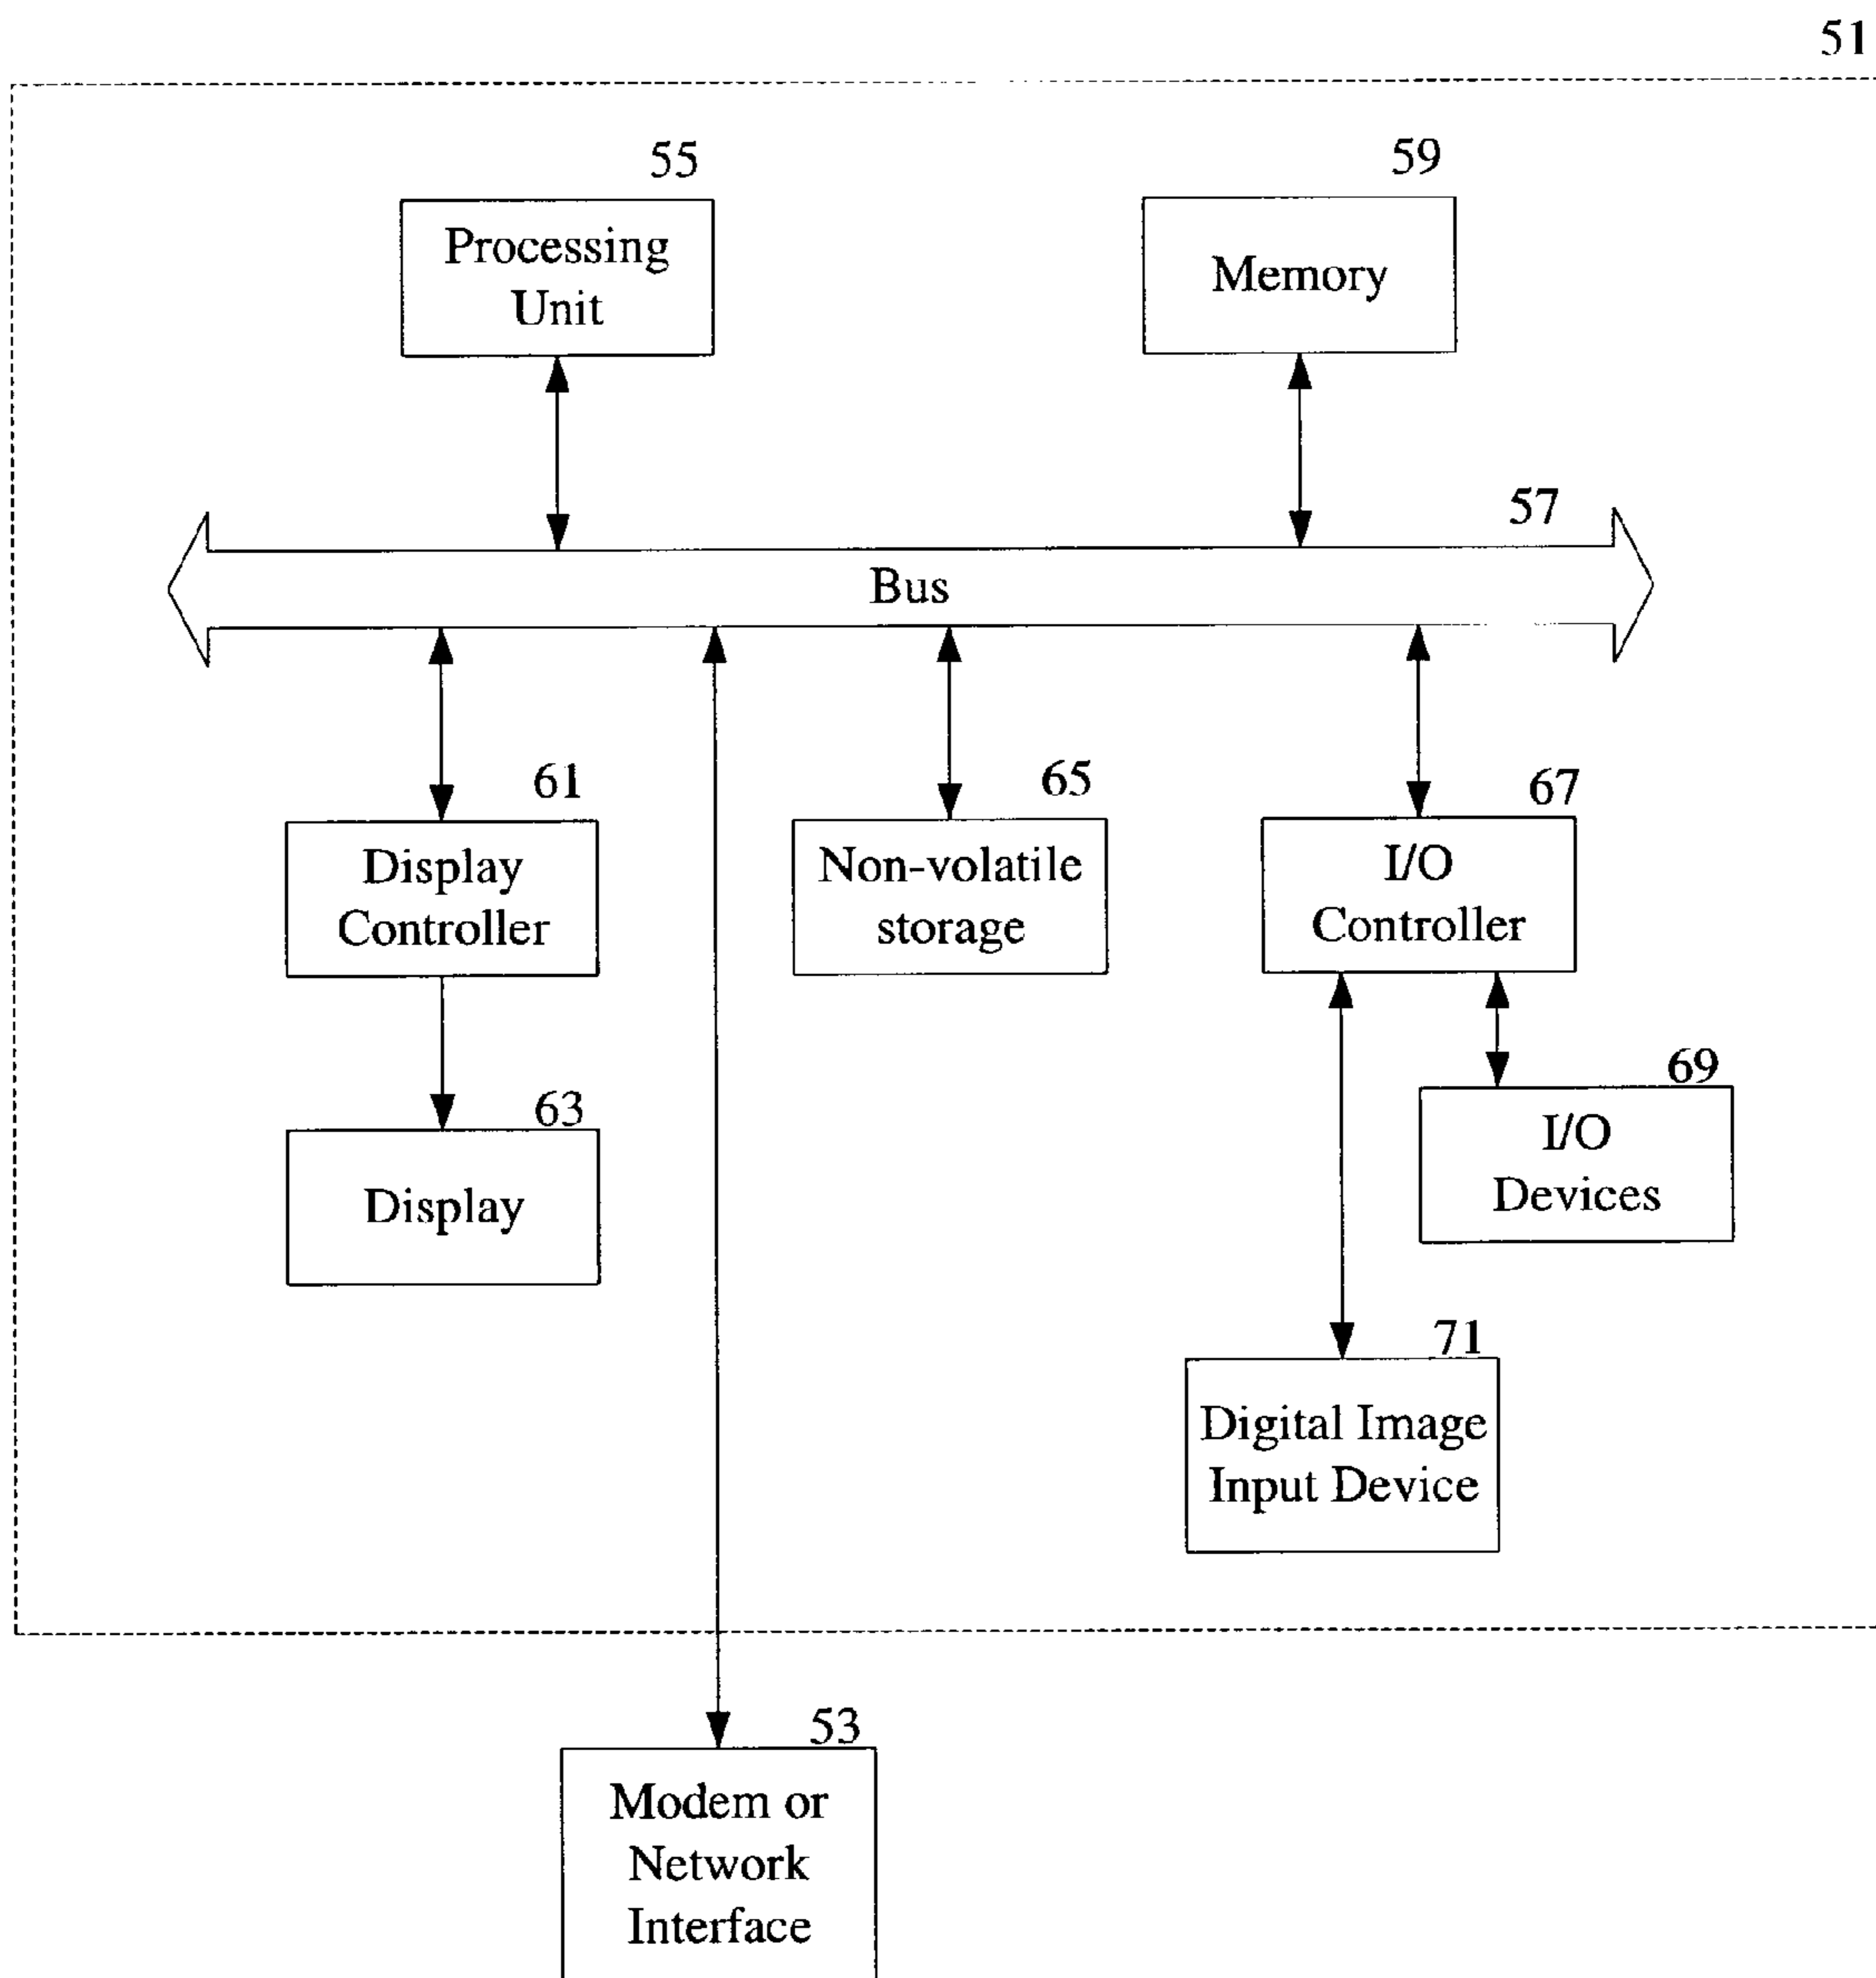 51
55
59
Processing
Unit
Memory
57
Bus
61
65
67
Display
Controller
Non-volatile
storage
I/O
Controller
63
69
Display
I/O
Devices
71
Digital Image
Input Device
53
Modem or
Network
Interface